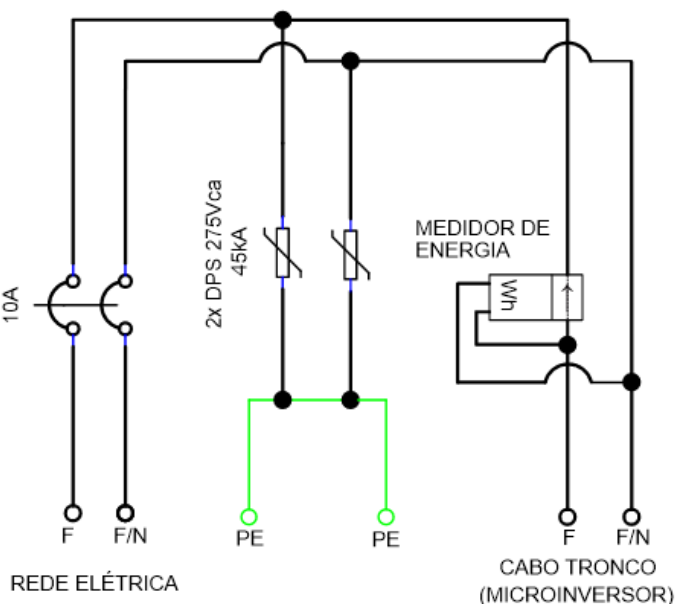 10A
2x DPS 275Vca
45kA
MEDIDOR DE
ENERGIA
Wh
F
F/N
PE
PE
F
F/N
REDE ELÉTRICA
CABO TRONCO
(MICROINVERSOR)